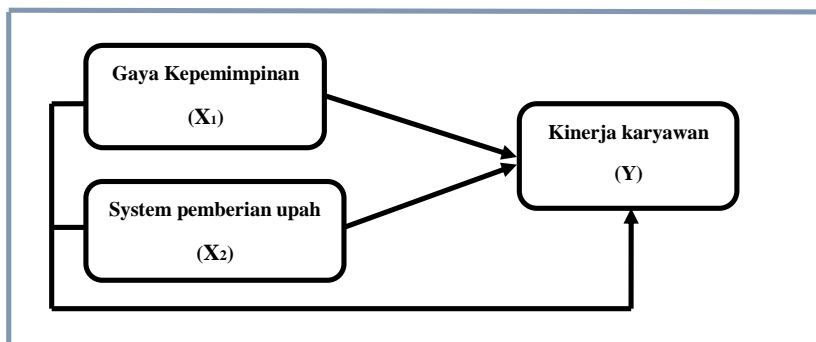 Gaya Kepemimpinan
(X₁)
Kinerja karyawan
(Y)
System pemberian upah
(X₂)